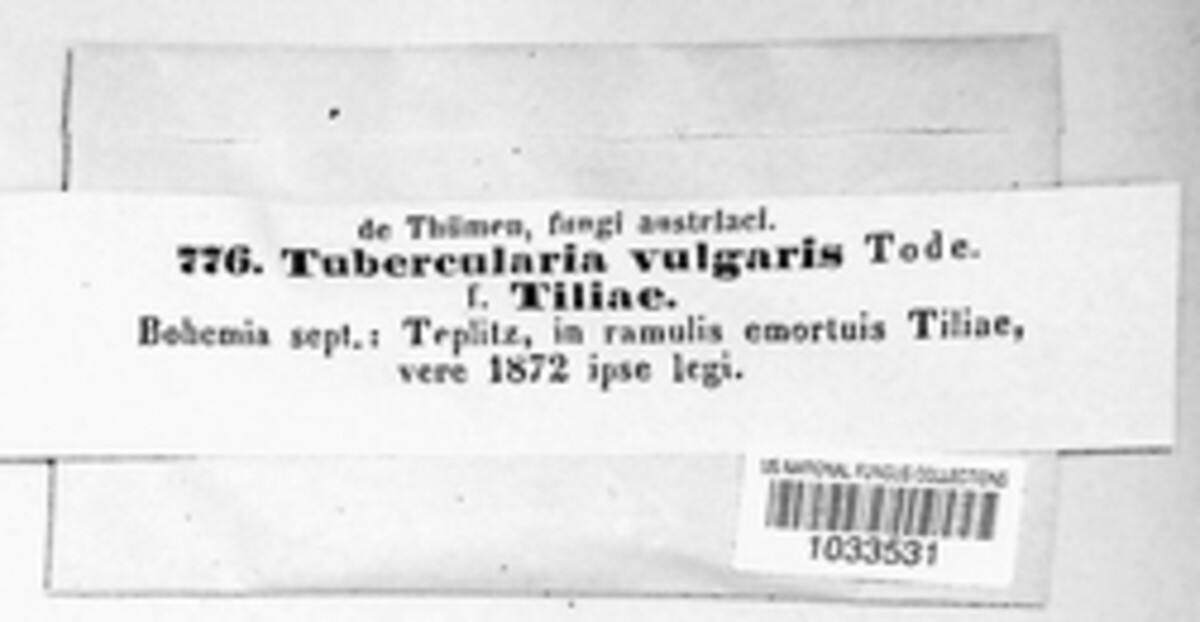 de Thümen, fungi austriaci.
776. Tubercularia vulgaris Tode.
f. Tiliae.
Bohemia sept.: Teplitz, in ramulis emortuis Tiliae,
vere 1872 ipse legi.
US NATIONAL FUNGUS COLLECTIONS
1033531